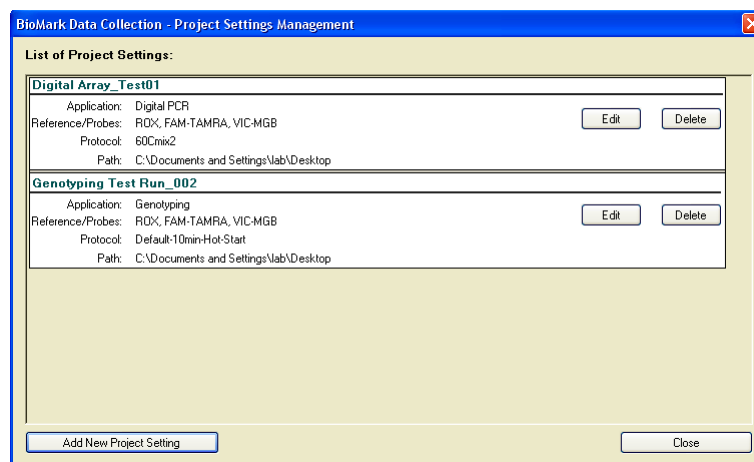 BioMark Data Collection - Project Settings Management
List of Project Settings:
Digital Array_Test01
Application: Digital PCR
Reference/Probes: ROX, FAM-TAMRA, VIC-MGB
Edit Delete
Protocol: 60Cmix2
Path: C:\Documents and Settings\lab\Desktop
Genotyping Test Run_002
Application: Genotyping
Reference/Probes: ROX, FAM-TAMRA, VIC-MGB
Edit Delete
Protocol: Default-10min-Hot-Start
Path: C:\Documents and Settings\lab\Desktop
Add New Project Setting Close